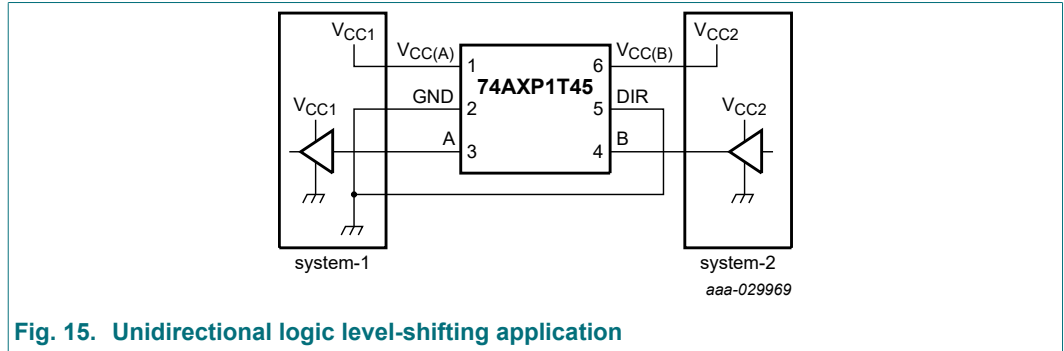 VCC1
VCC(A)
1
GND
2
A
3
74AXP1T45
6
VCC(B)
5
DIR
4
B
VCC2
VCC1
VCC2
system-1
system-2
aaa-029969
Fig. 15. Unidirectional logic level-shifting application